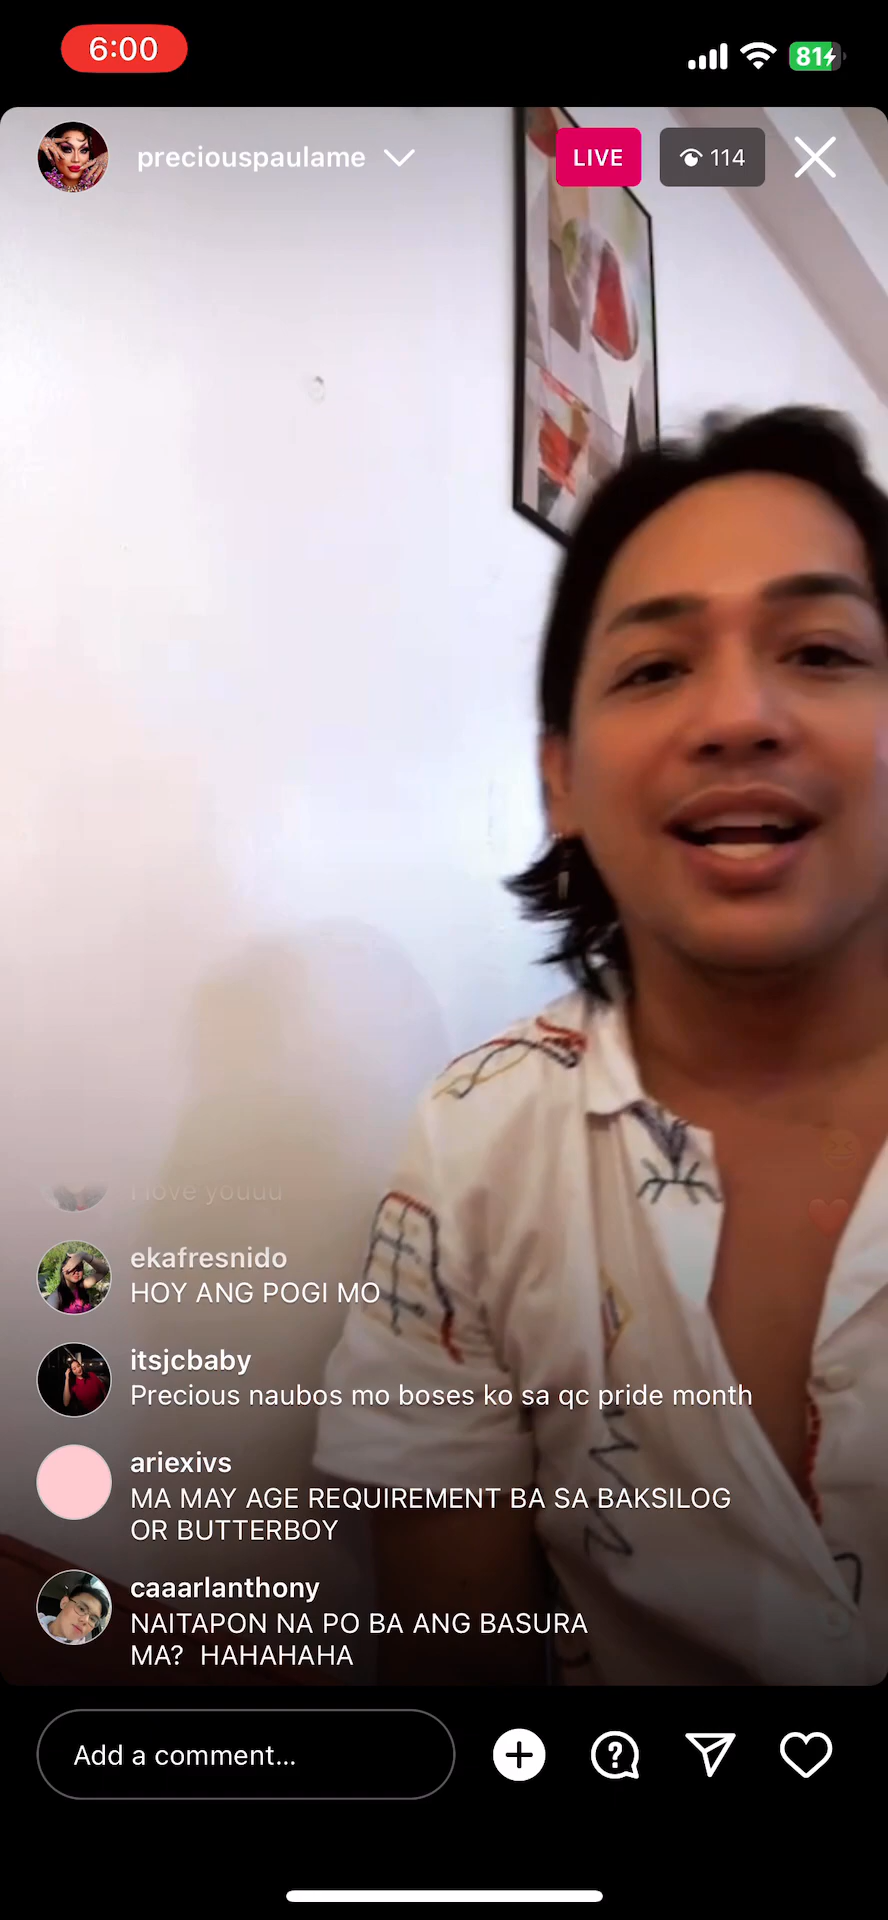 6:00
81
preciouspaulame
LIVE
114
I love youuu
ekafresnido
HOY ANG POGI MO
itsjcbaby
Precious naubos mo boses ko sa qc pride month
ariexivs
MA MAY AGE REQUIREMENT BA SA BAKSILOG
OR BUTTERBOY
caaarlanthony
NAITAPON NA PO BA ANG BASURA
MA? HAHAHAHA
Add a comment...